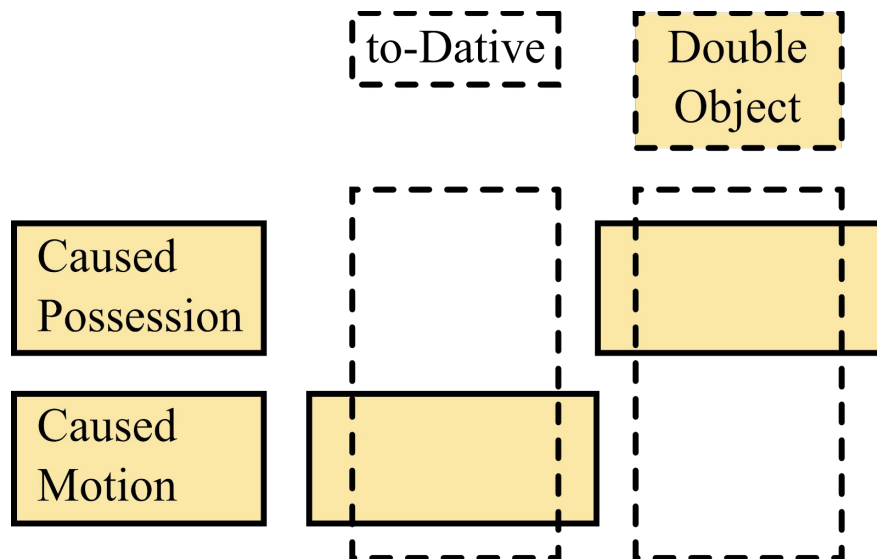 to-Dative
Double
Object
Caused
Possession
Caused
Motion